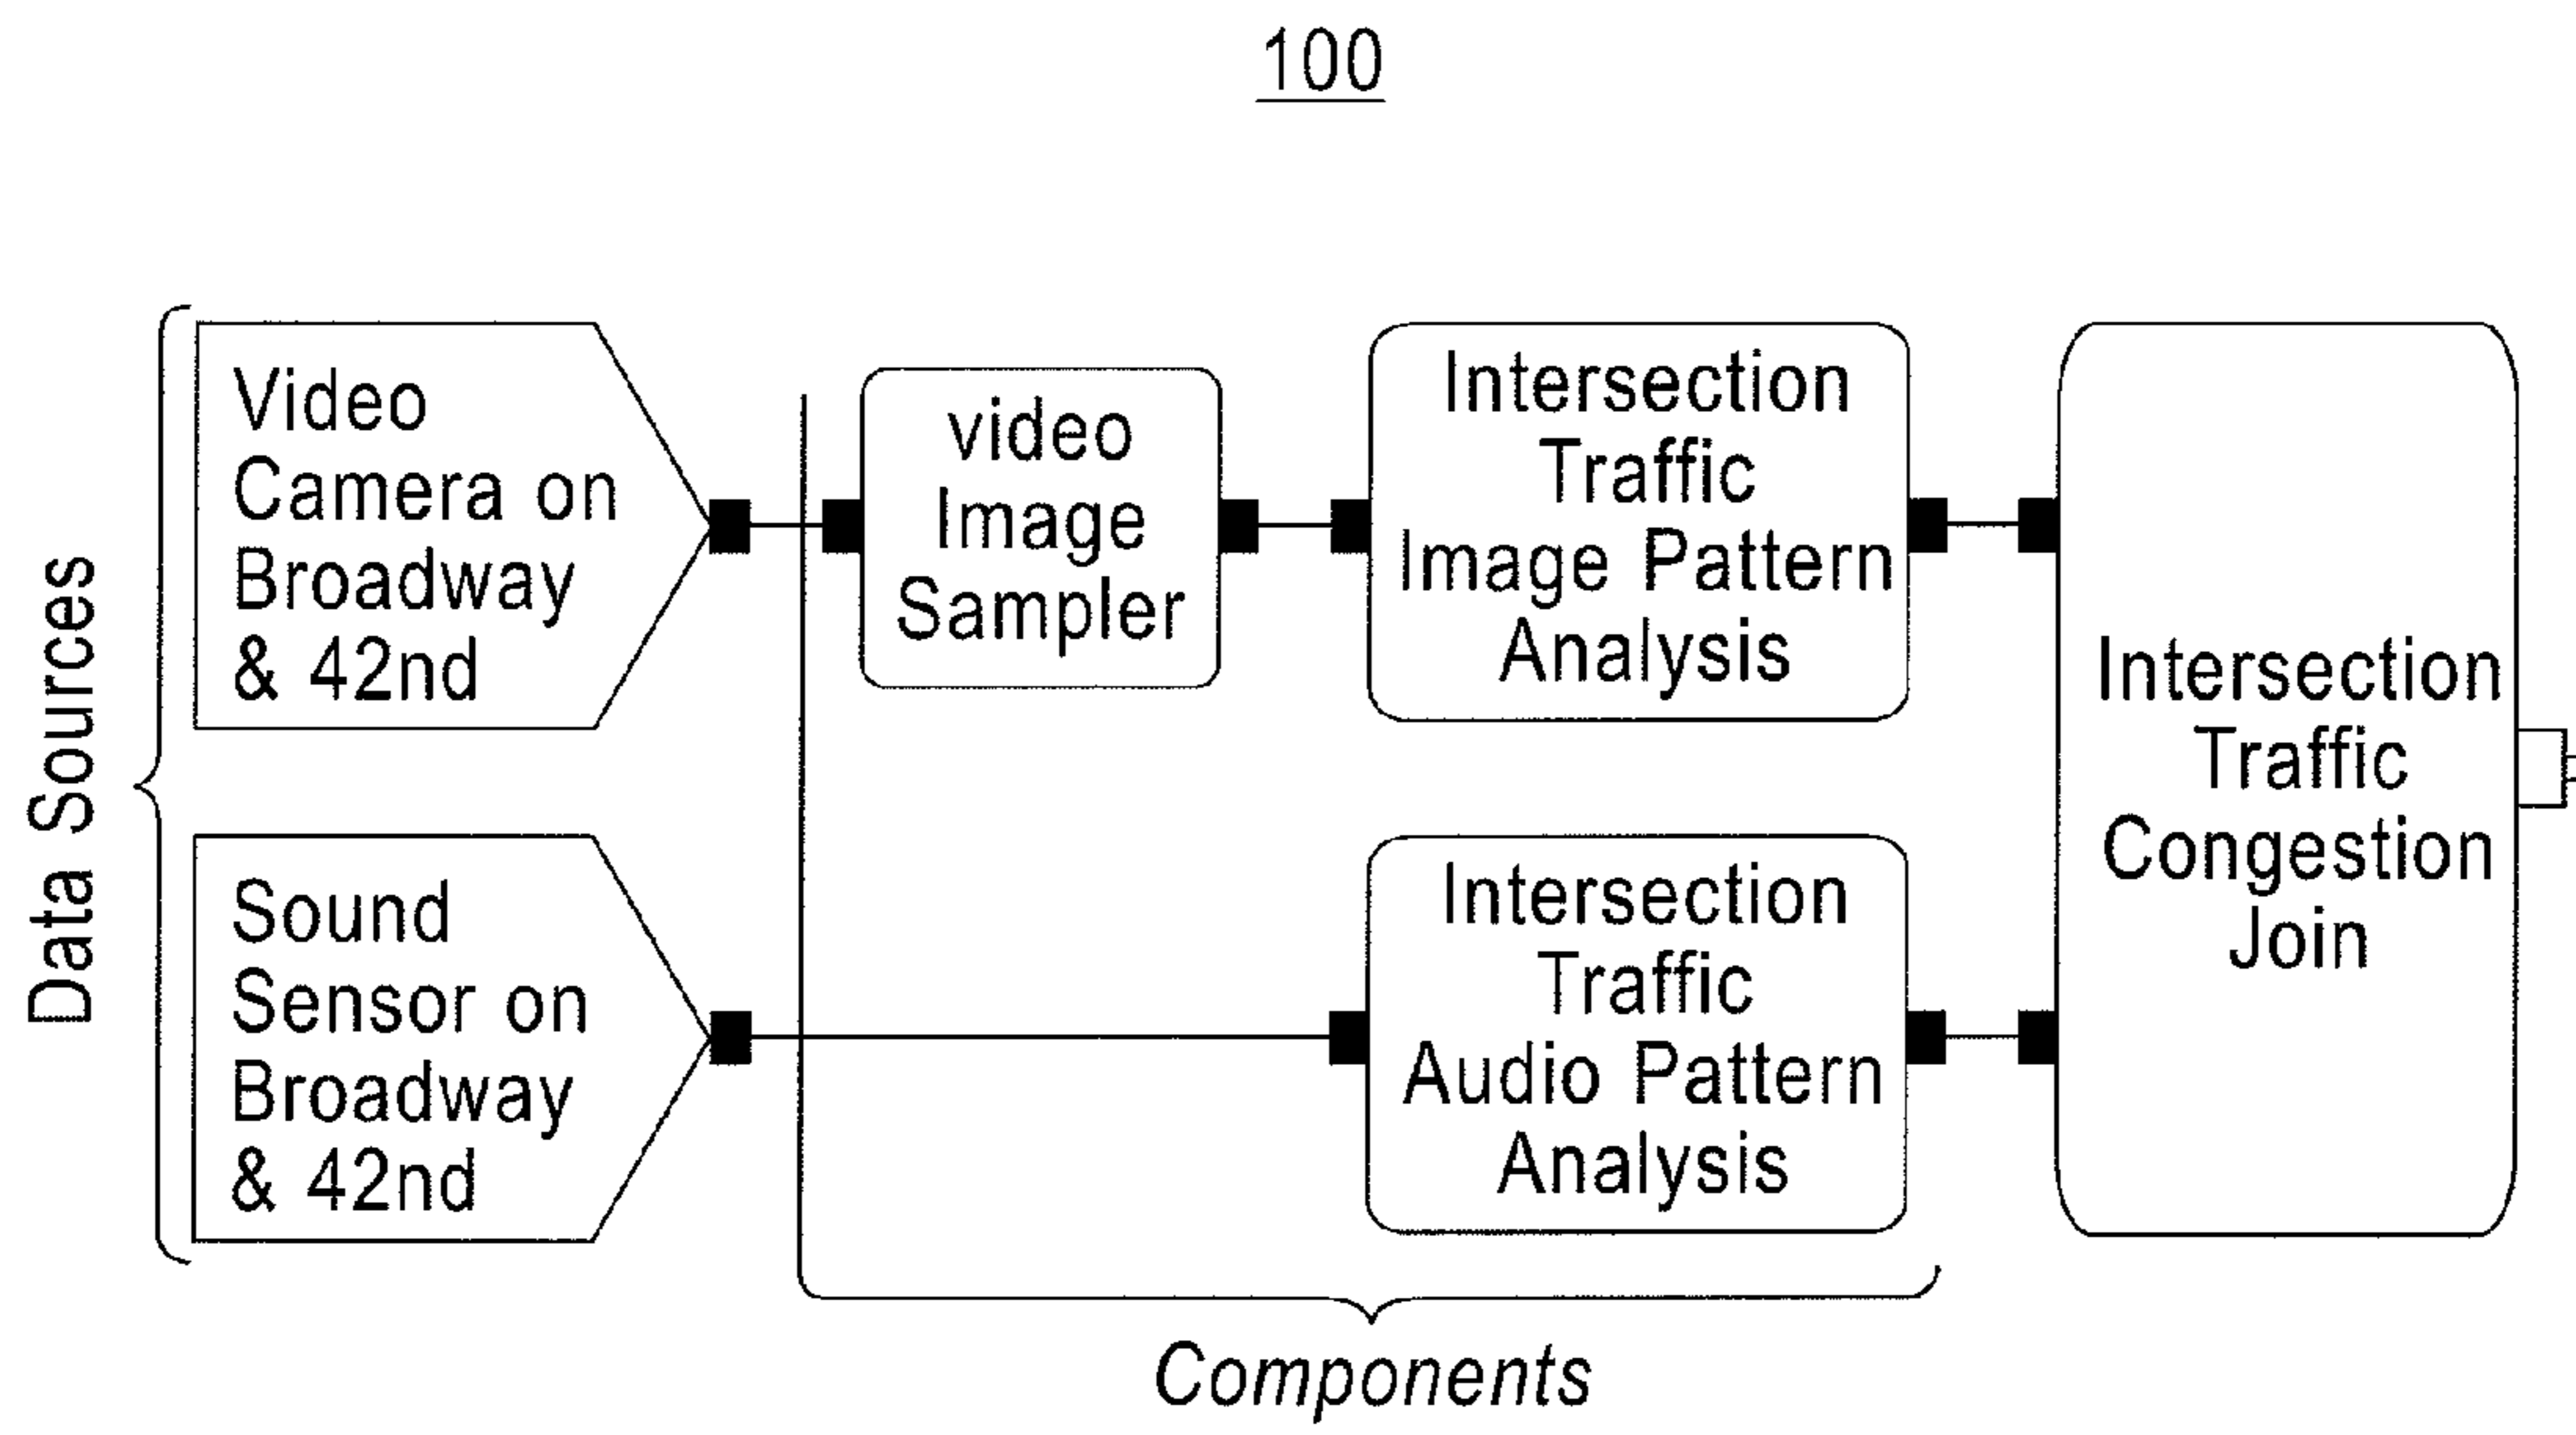 100
Data Sources
Video
Camera on
Broadway
& 42nd
video
Image
Sampler
Intersection
Traffic
Image Pattern
Analysis
Sound
Sensor on
Broadway
& 42nd
Intersection
Traffic
Audio Pattern
Analysis
Intersection
Traffic
Congestion
Join
Components